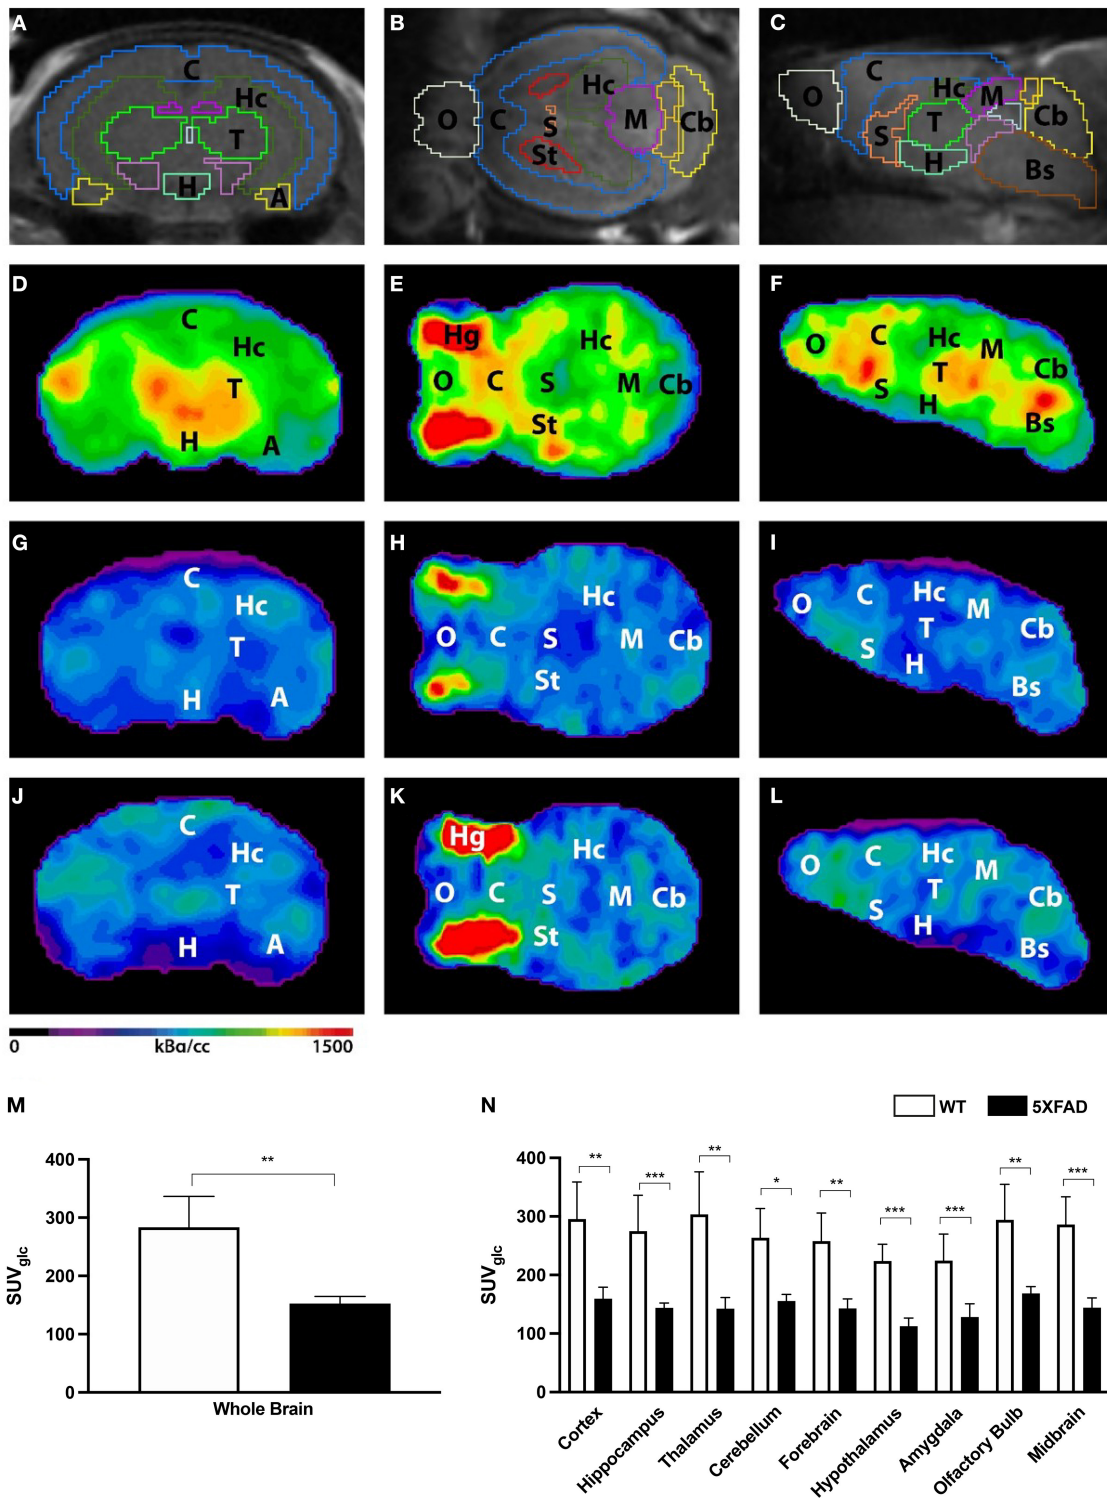 A
C
Hc
T
H
A
B
O
C
S
St
Hc
M
Cb
C
O
C
S
T
H
Hc
M
Cb
Bs
D
C
Hc
T
H
A
E
Hg
O
C
S
St
Hc
M
Cb
F
O
C
S
Hc
T
H
M
Cb
Bs
G
C
Hc
T
H
A
H
O
C
S
St
Hc
M
Cb
I
O
C
S
Hc
T
H
M
Cb
Bs
J
C
Hc
T
H
A
K
Hg
O
C
S
St
Hc
M
Cb
L
O
C
S
Hc
T
H
M
Cb
Bs
0 kBq/cc 1500
M
SUVglc
400
300
200
100
0
**
Whole Brain
N
WT 5XFAD
SUVglc
400
300
200
100
0
** *** ** * ** *** *** ** ***
Cortex
Hippocampus
Thalamus
Cerebellum
Forebrain
Hypothalamus
Amygdala
Olfactory Bulb
Midbrain